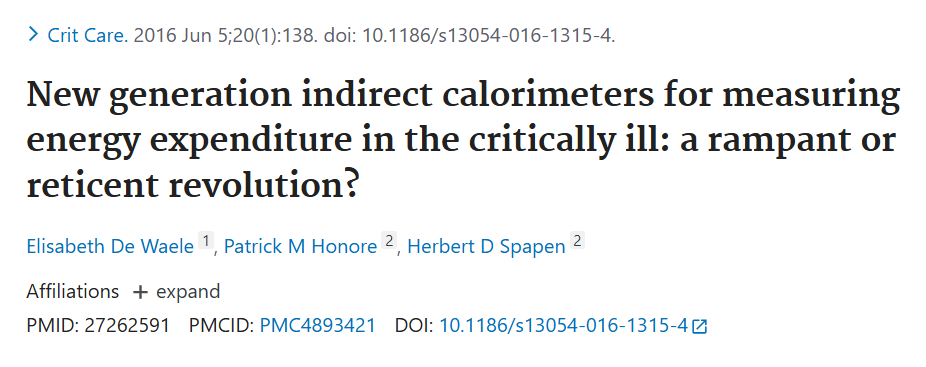 Crit Care. 2016 Jun 5;20(1):138. doi: 10.1186/s13054-016-1315-4.
New generation indirect calorimeters for measuring
energy expenditure in the critically ill: a rampant or
reticent revolution?
Elisabeth De Waele 1, Patrick M Honore 2, Herbert D Spapen 2
Affiliations + expand
PMID: 27262591 PMCID: PMC4893421 DOI: 10.1186/s13054-016-1315-4